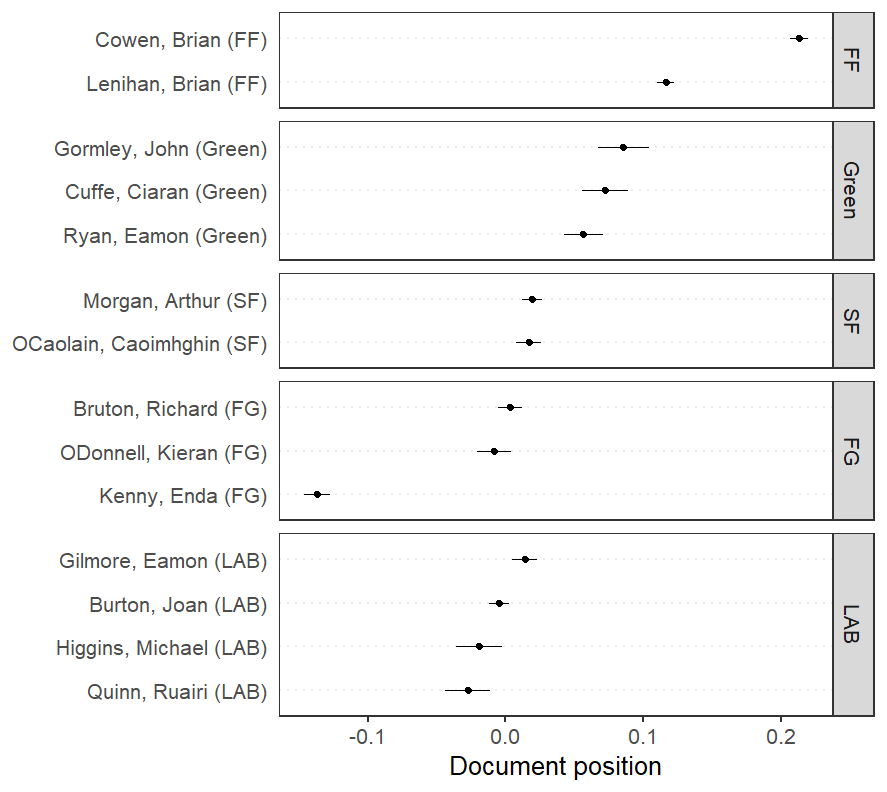 Cowen, Brian (FF)
Lenihan, Brian (FF)
FF
Gormley, John (Green)
Cuffe, Ciaran (Green)
Ryan, Eamon (Green)
Green
Morgan, Arthur (SF)
OCaolain, Caoimhghin (SF)
SF
Bruton, Richard (FG)
ODonnell, Kieran (FG)
Kenny, Enda (FG)
FG
Gilmore, Eamon (LAB)
Burton, Joan (LAB)
Higgins, Michael (LAB)
Quinn, Ruairi (LAB)
LAB
-0.1 0.0 0.1 0.2
Document position